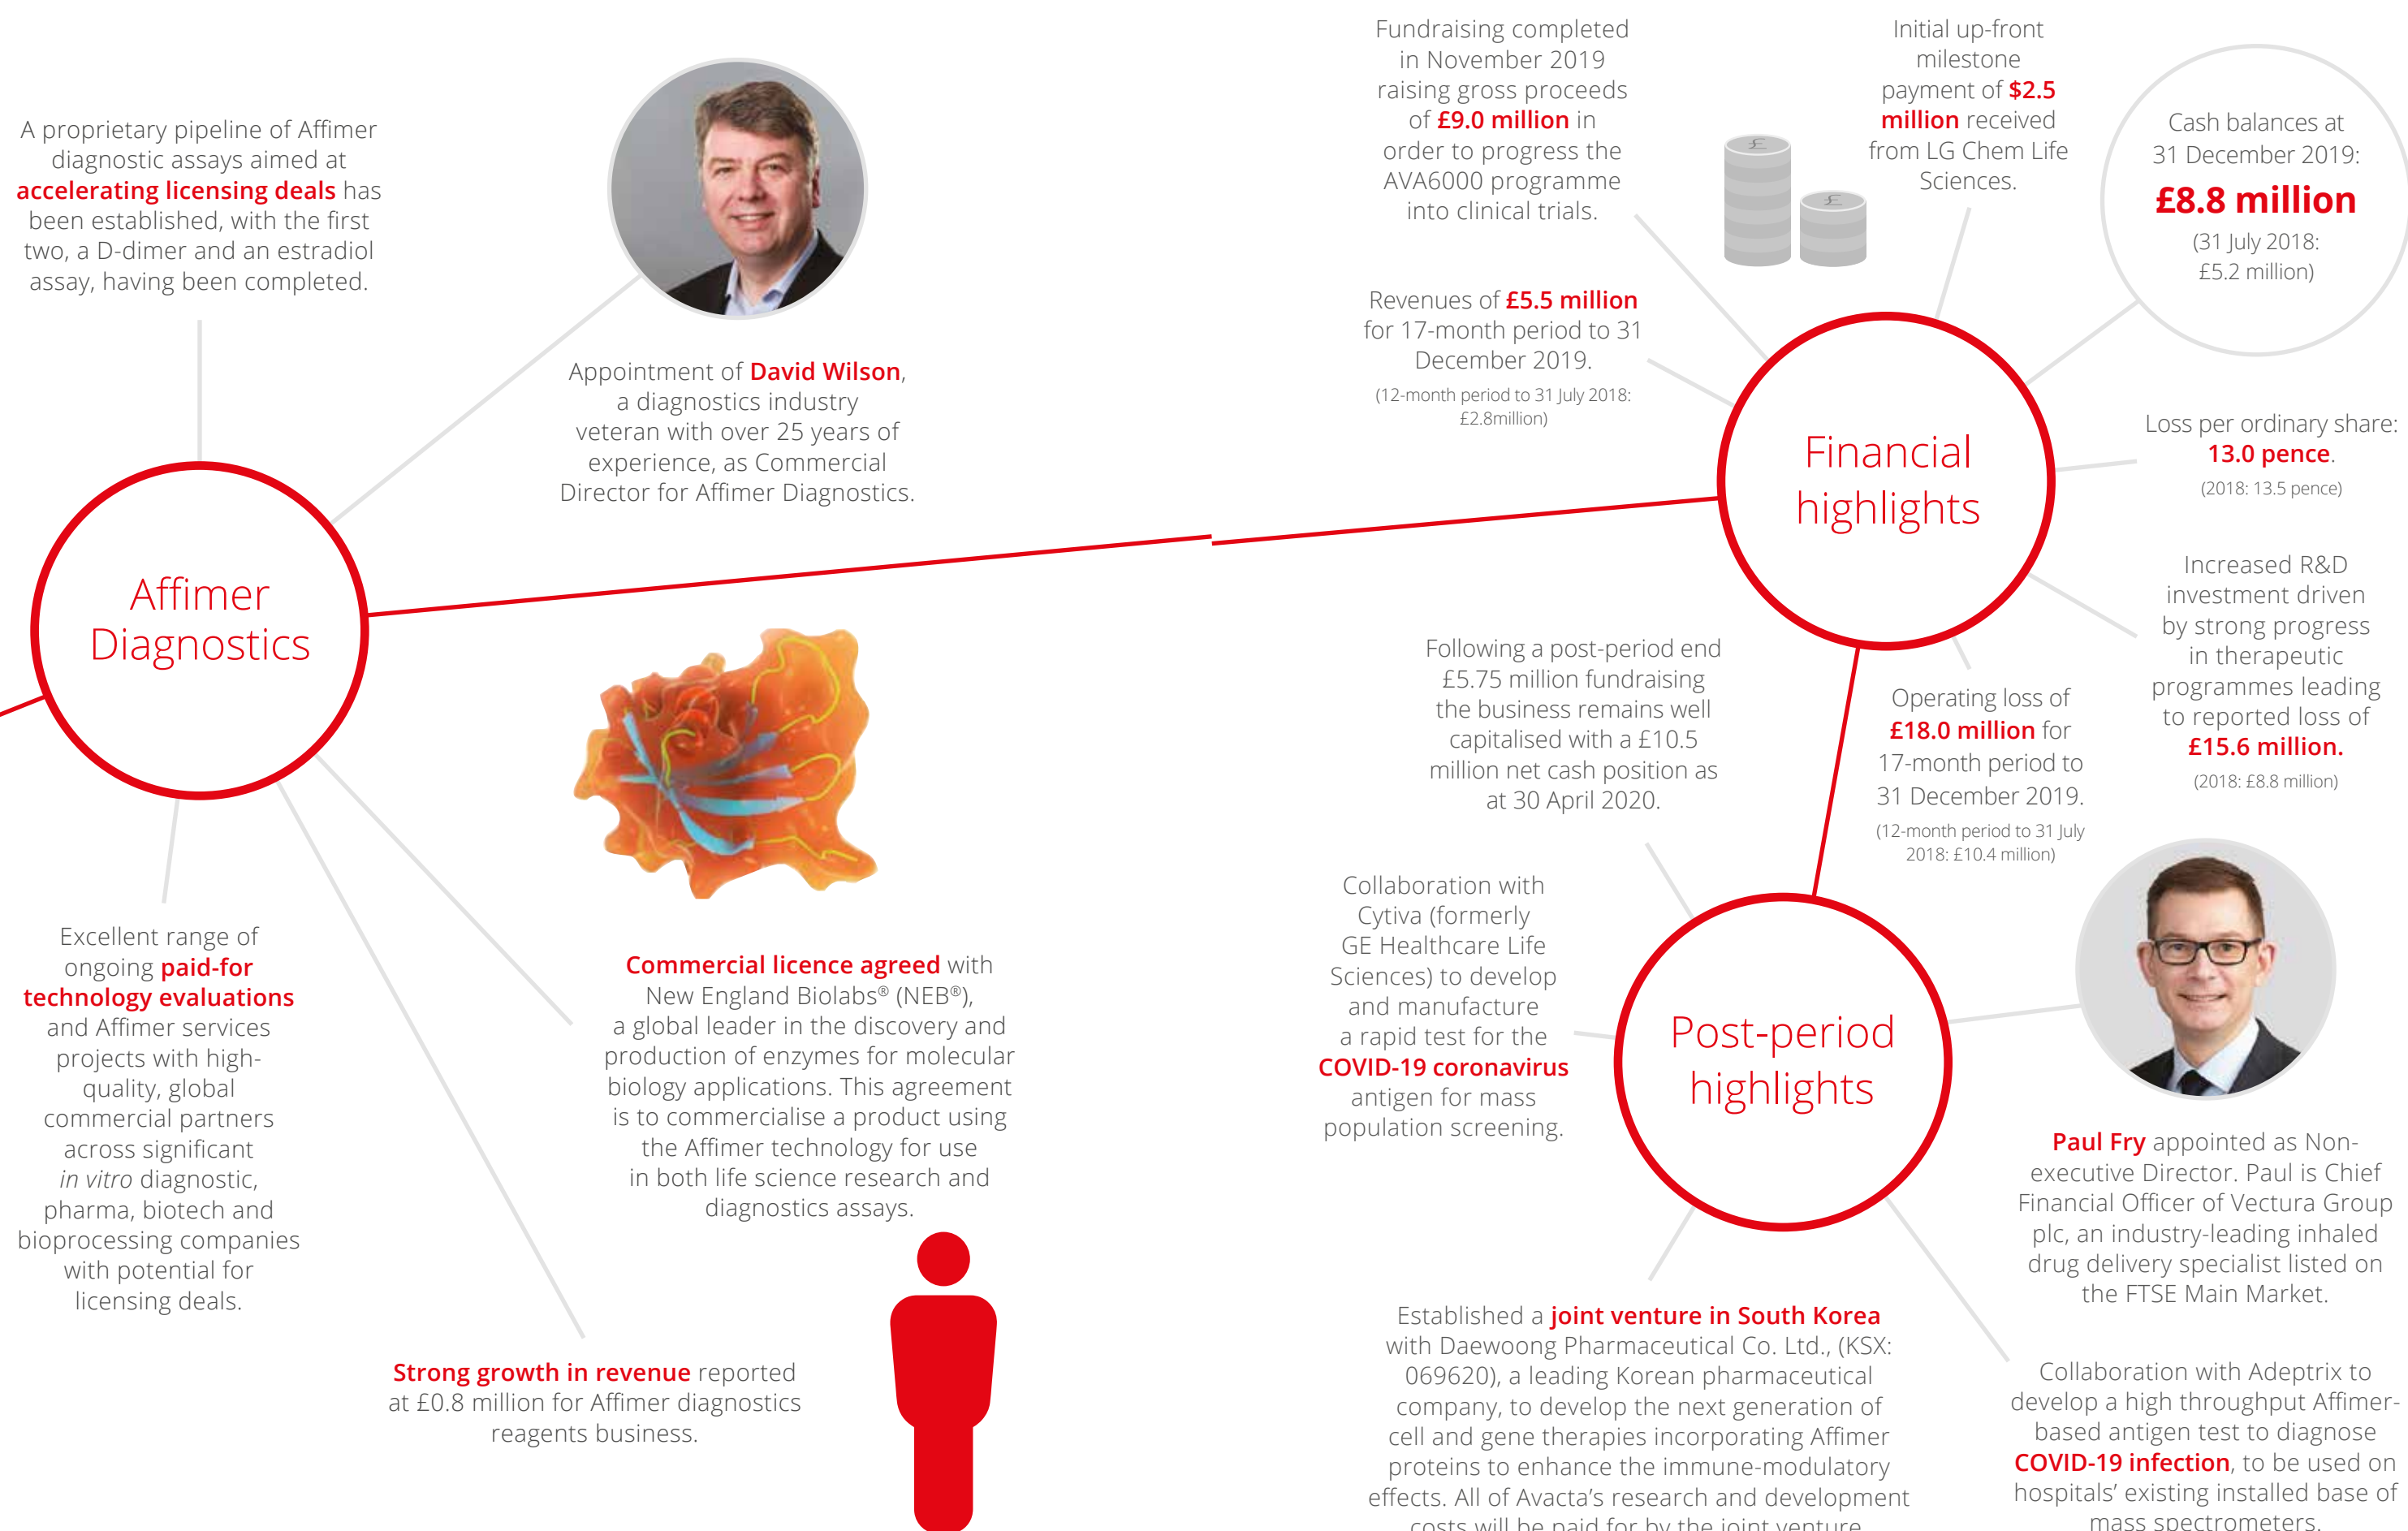 A proprietary pipeline of Affimer
diagnostic assays aimed at
accelerating licensing deals has
been established, with the first
two, a D-dimer and an estradiol
assay, having been completed.
Appointment of David Wilson,
a diagnostics industry
veteran with over 25 years of
experience, as Commercial
Director for Affimer Diagnostics.
Affimer
Diagnostics
Excellent range of
ongoing paid-for
technology evaluations
and Affimer services
projects with high-
quality, global
commercial partners
across significant
in vitro diagnostic,
pharma, biotech and
bioprocessing companies
with potential for
licensing deals.
Commercial licence agreed with
New England Biolabs® (NEB®),
a global leader in the discovery and
production of enzymes for molecular
biology applications. This agreement
is to commercialise a product using
the Affimer technology for use
in both life science research and
diagnostics assays.
Strong growth in revenue reported
at £0.8 million for Affimer diagnostics
reagents business.
Fundraising completed
in November 2019
raising gross proceeds
of £9.0 million in
order to progress the
AVA6000 programme
into clinical trials.
£
£
Initial up-front
milestone
payment of $2.5
million received
from LG Chem Life
Sciences.
Cash balances at
31 December 2019:
£8.8 million
(31 July 2018:
£5.2 million)
Revenues of £5.5 million
for 17-month period to 31
December 2019.
(12-month period to 31 July 2018:
£2.8million)
Financial
highlights
Loss per ordinary share:
13.0 pence.
(2018: 13.5 pence)
Increased R&D
investment driven
by strong progress
in therapeutic
programmes leading
to reported loss of
£15.6 million.
(2018: £8.8 million)
Operating loss of
£18.0 million for
17-month period to
31 December 2019.
(12-month period to 31 July
2018: £10.4 million)
Following a post-period end
£5.75 million fundraising
the business remains well
capitalised with a £10.5
million net cash position as
at 30 April 2020.
Collaboration with
Cytiva (formerly
GE Healthcare Life
Sciences) to develop
and manufacture
a rapid test for the
COVID-19 coronavirus
antigen for mass
population screening.
Post-period
highlights
Paul Fry appointed as Non-
executive Director. Paul is Chief
Financial Officer of Vectura Group
plc, an industry-leading inhaled
drug delivery specialist listed on
the FTSE Main Market.
Established a joint venture in South Korea
with Daewoong Pharmaceutical Co. Ltd., (KSX:
069620), a leading Korean pharmaceutical
company, to develop the next generation of
cell and gene therapies incorporating Affimer
proteins to enhance the immune-modulatory
effects. All of Avacta's research and development
costs will be paid for by the joint venture
Collaboration with Adeptrix to
develop a high throughput Affimer-
based antigen test to diagnose
COVID-19 infection, to be used on
hospitals' existing installed base of
mass spectrometers.